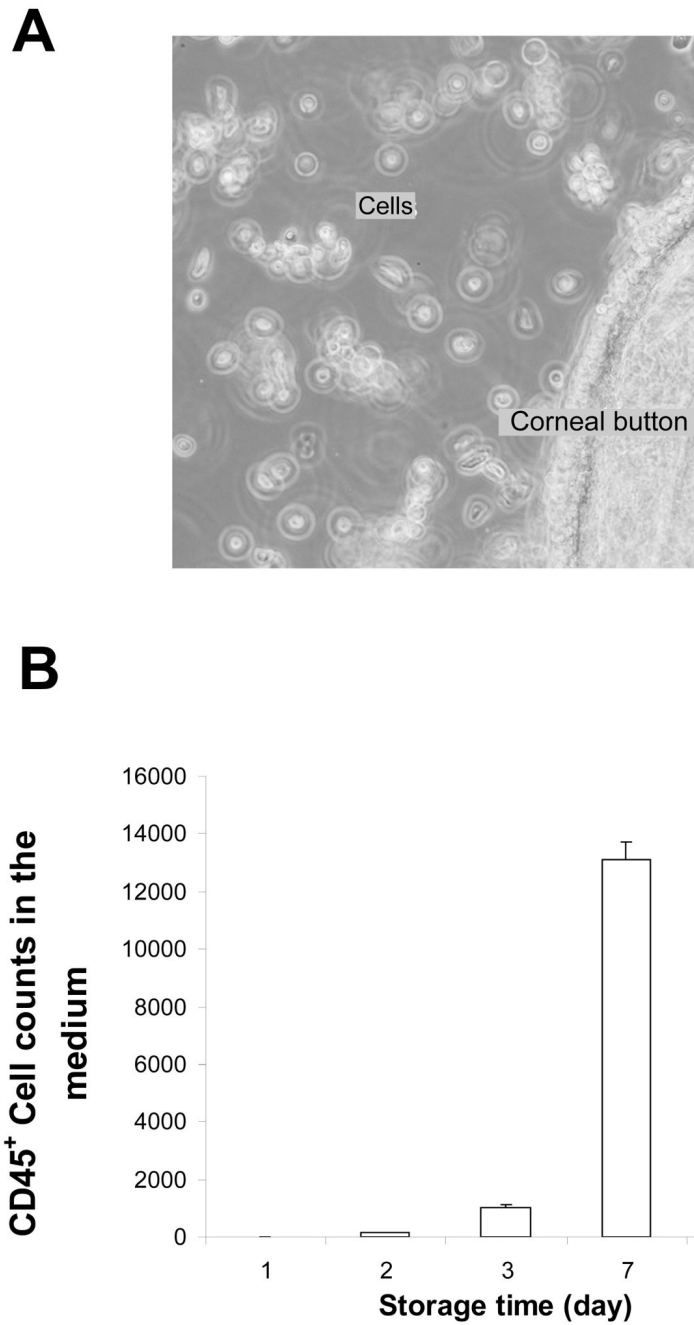 A
Cells
Corneal button
B
CD45⁺ Cell counts in the
medium
16000
14000
12000
10000
8000
6000
4000
2000
0
1 2 3 7
Storage time (day)